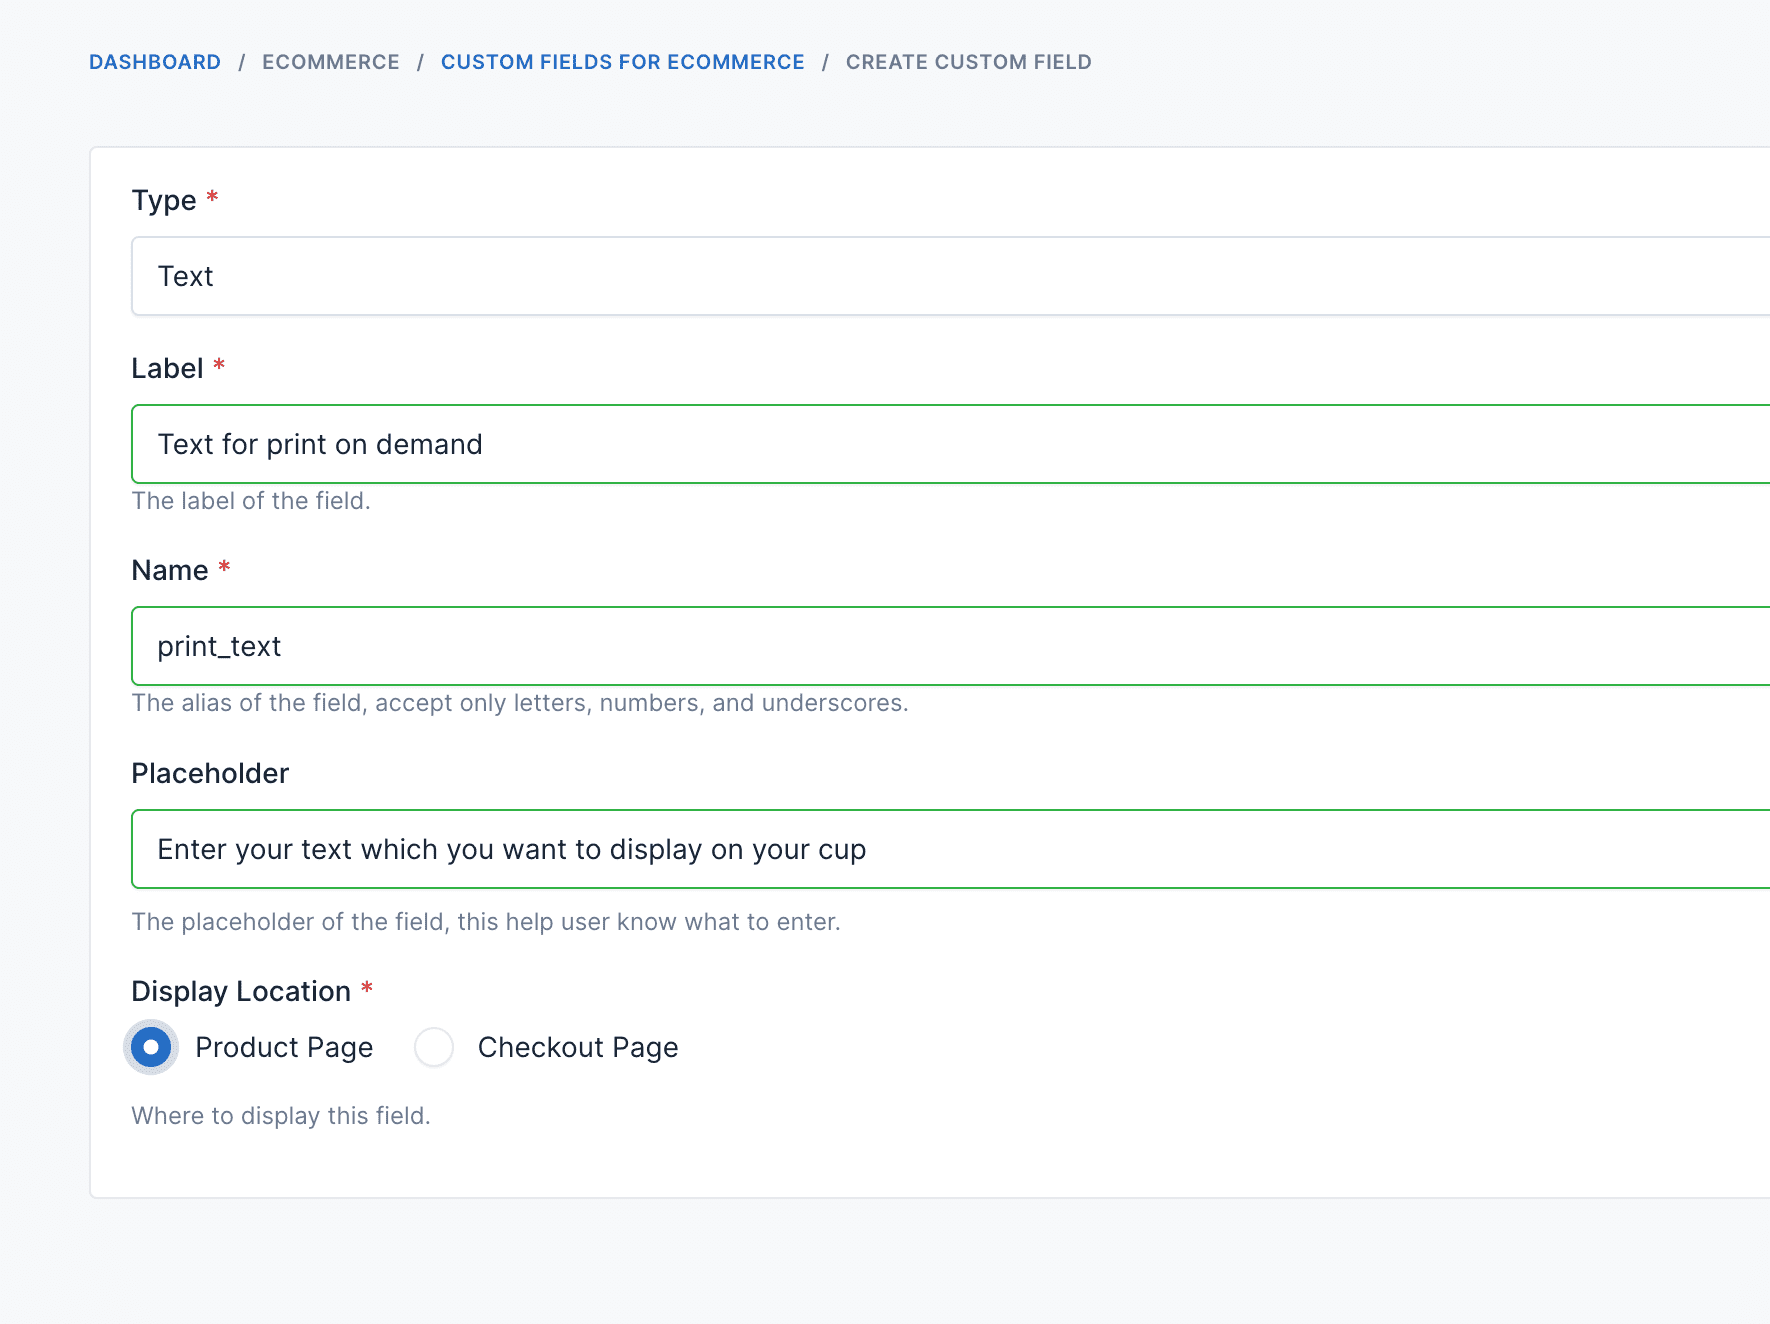 DASHBOARD / ECOMMERCE / CUSTOM FIELDS FOR ECOMMERCE / CREATE CUSTOM FIELD
Type *
Text
Label *
Text for print on demand
The label of the field.
Name *
print_text
The alias of the field, accept only letters, numbers, and underscores.
Placeholder
Enter your text which you want to display on your cup
The placeholder of the field, this help user know what to enter.
Display Location *
Product Page Checkout Page
Where to display this field.